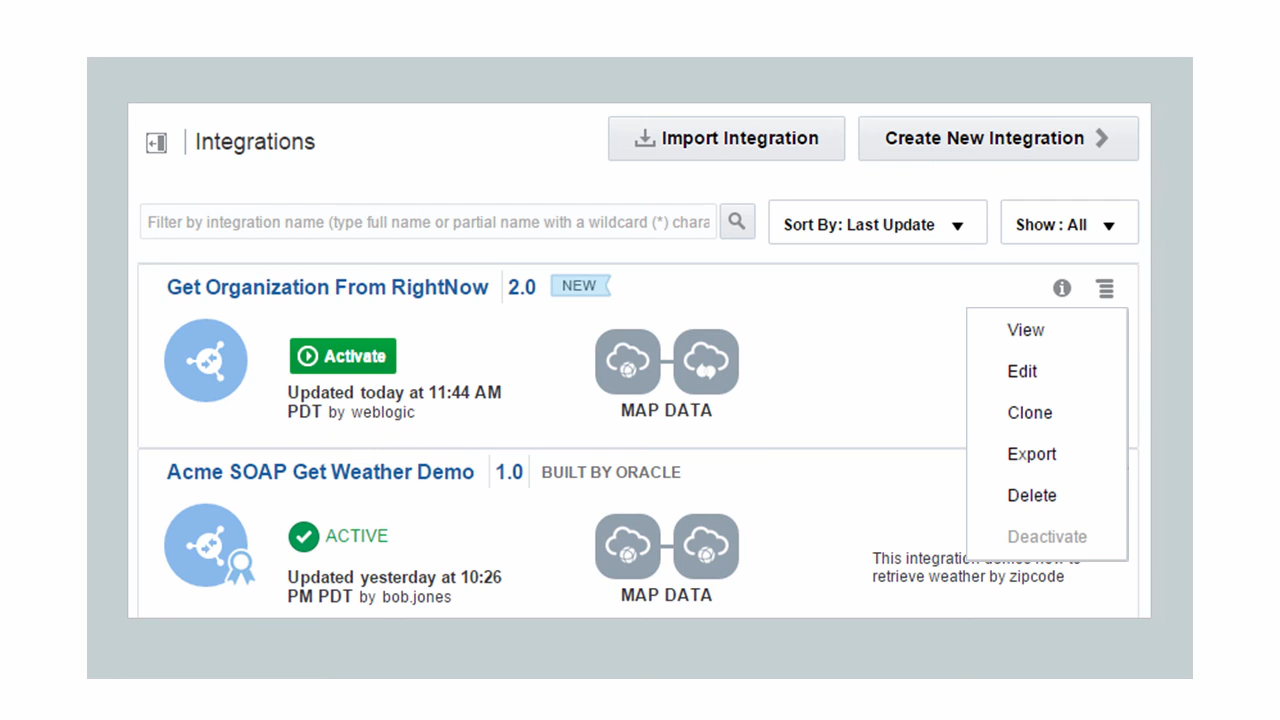 Integrations
Import Integration
Create New Integration
Filter by integration name (type full name or partial name with a wildcard (*) chara
Sort By: Last Update
Show : All
Get Organization From RightNow
2.0
NEW
Activate
Updated today at 11:44 AM
PDT by weblogic
MAP DATA
View
Edit
Clone
Export
Delete
Deactivate
Acme SOAP Get Weather Demo
1.0
BUILT BY ORACLE
ACTIVE
Updated yesterday at 10:26
PM PDT by bob.jones
MAP DATA
This integration demos how to
retrieve weather by zipcode